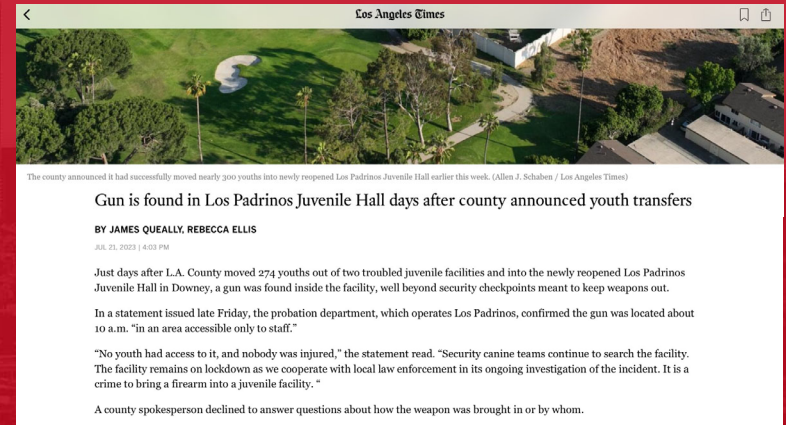 Los Angeles Times
The county announced it had successfully moved nearly 300 youths into newly reopened Los Padrinos Juvenile Hall earlier this week. (Allen J. Schaben / Los Angeles Times)
Gun is found in Los Padrinos Juvenile Hall days after county announced youth transfers
BY JAMES QUEALLY, REBECCA ELLIS
JUL 21, 2023 | 4:03 PM
Just days after L.A. County moved 274 youths out of two troubled juvenile facilities and into the newly reopened Los Padrinos
Juvenile Hall in Downey, a gun was found inside the facility, well beyond security checkpoints meant to keep weapons out.
In a statement issued late Friday, the probation department, which operates Los Padrinos, confirmed the gun was located about
10 a.m. “in an area accessible only to staff.”
“No youth had access to it, and nobody was injured,” the statement read. “Security canine teams continue to search the facility.
The facility remains on lockdown as we cooperate with local law enforcement in its ongoing investigation of the incident. It is a
crime to bring a firearm into a juvenile facility. “
A county spokesperson declined to answer questions about how the weapon was brought in or by whom.